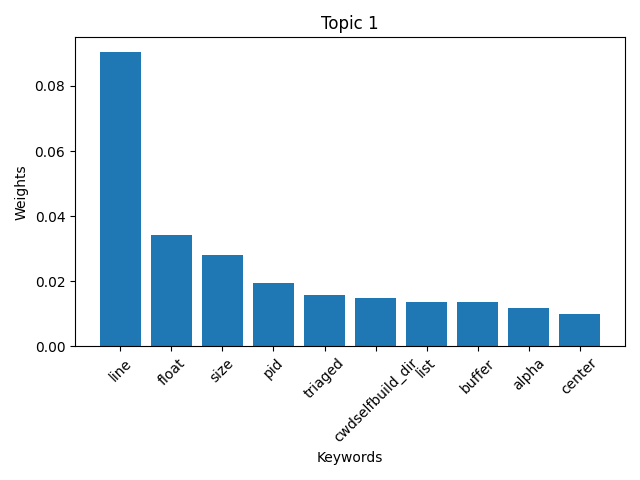 Topic 1
Weights
0.08
0.06
0.04
0.02
0.00
line
float
size
pid
triaged
cwdselfbuild_dir
list
buffer
alpha
center
Keywords